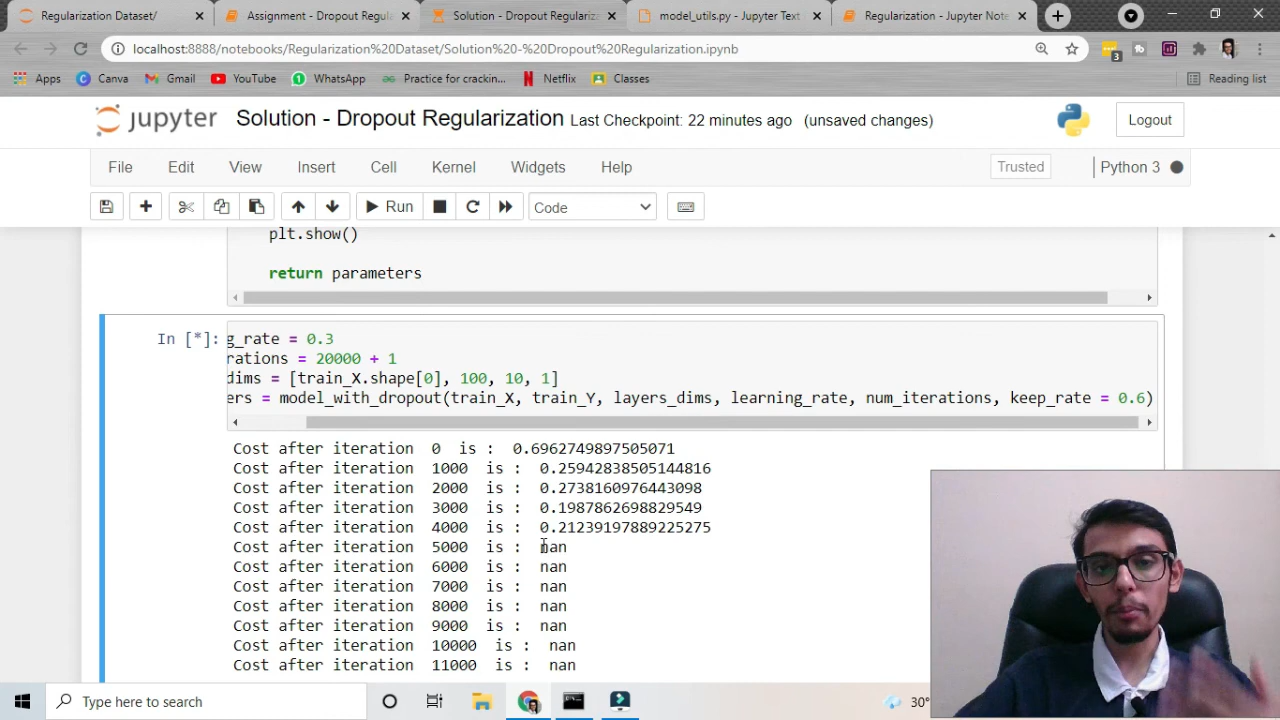 Regularization Dataset/
Assignment - Dropout Regula
Solution - Dropout Regulariza
model_utils.py - Jupyter Text
Regularization - Jupyter Note
localhost:8888/notebooks/Regularization%20Dataset/Solution%20-%20Dropout%20Regularization.ipynb
3
Apps
Canva
Gmail
YouTube
WhatsApp
Practice for crackin...
Netflix
Classes
Reading list
jupyter Solution - Dropout Regularization Last Checkpoint: 22 minutes ago (unsaved changes)
Logout
File Edit View Insert Cell Kernel Widgets Help
Trusted
Python 3
Run
Code
plt.show()
return parameters
In [*]:
g_rate = 0.3
rations = 20000 + 1
dims = [train_X.shape[0], 100, 10, 1]
ers = model_with_dropout(train_X, train_Y, layers_dims, learning_rate, num_iterations, keep_rate = 0.6)
Cost after iteration 0 is : 0.6962749897505071
Cost after iteration 1000 is : 0.25942838505144816
Cost after iteration 2000 is : 0.2738160976443098
Cost after iteration 3000 is : 0.1987862698829549
Cost after iteration 4000 is : 0.21239197889225275
Cost after iteration 5000 is : nan
Cost after iteration 6000 is : nan
Cost after iteration 7000 is : nan
Cost after iteration 8000 is : nan
Cost after iteration 9000 is : nan
Cost after iteration 10000 is : nan
Cost after iteration 11000 is : nan
Type here to search
30°